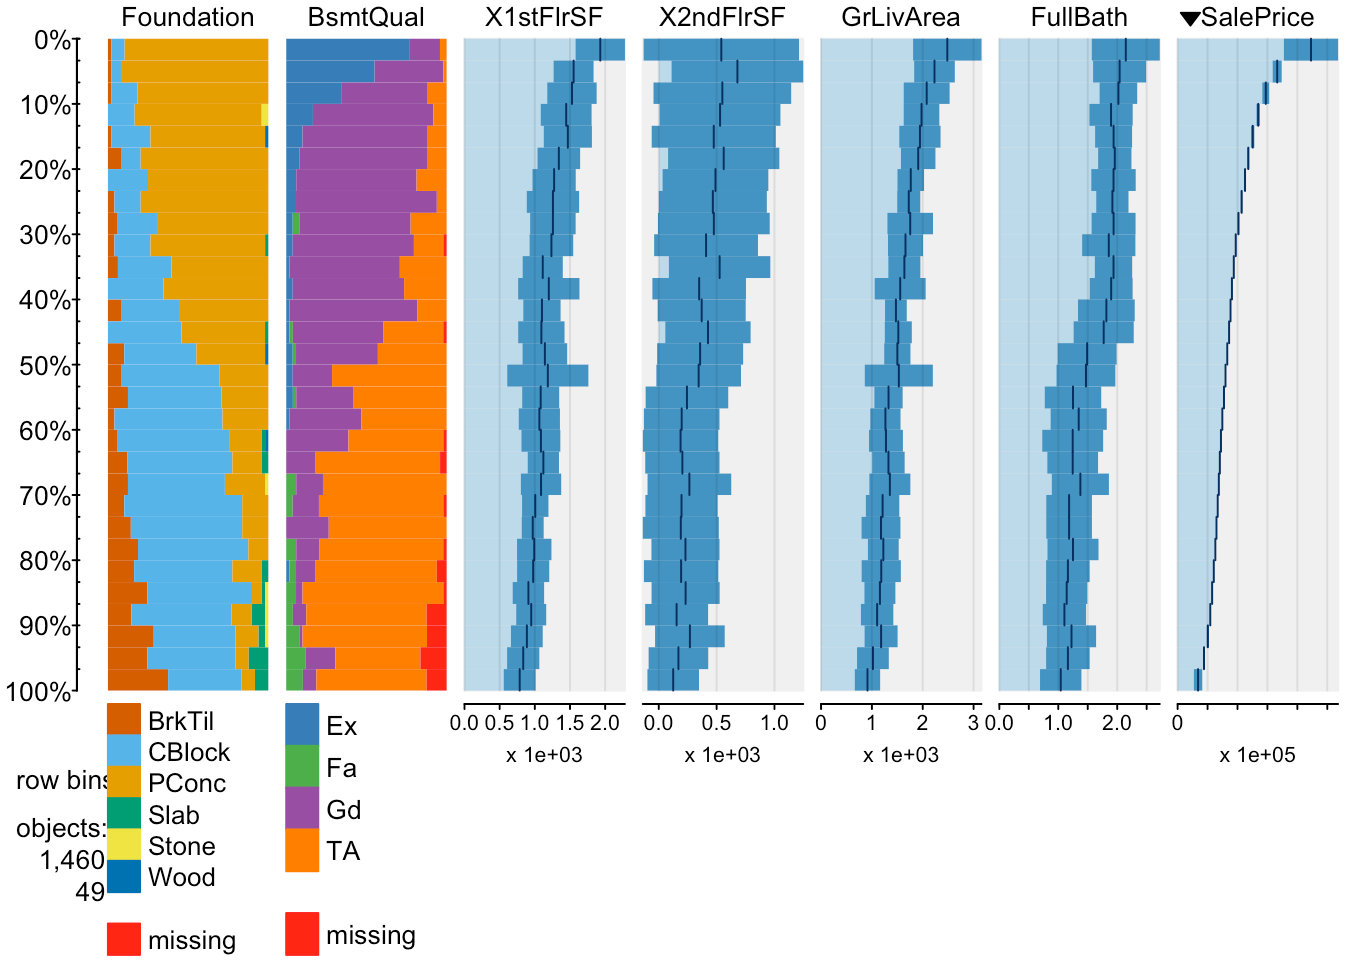 Foundation BsmtQual X1stFlrSF X2ndFlrSF GrLivArea FullBath SalePrice
0%
10%
20%
30%
40%
50%
60%
70%
80%
90%
100%
0.0 0.5 1.0 1.5 2.0 0.0 0.5 1.0 0 1 2 3 0.0 1.0 2.0 0
x 1e+03 x 1e+03 x 1e+03 x 1e+05
row bins
objects:
1,460
49
BrkTil
CBlock
PConc
Slab
Stone
Wood
missing
Ex
Fa
Gd
TA
missing